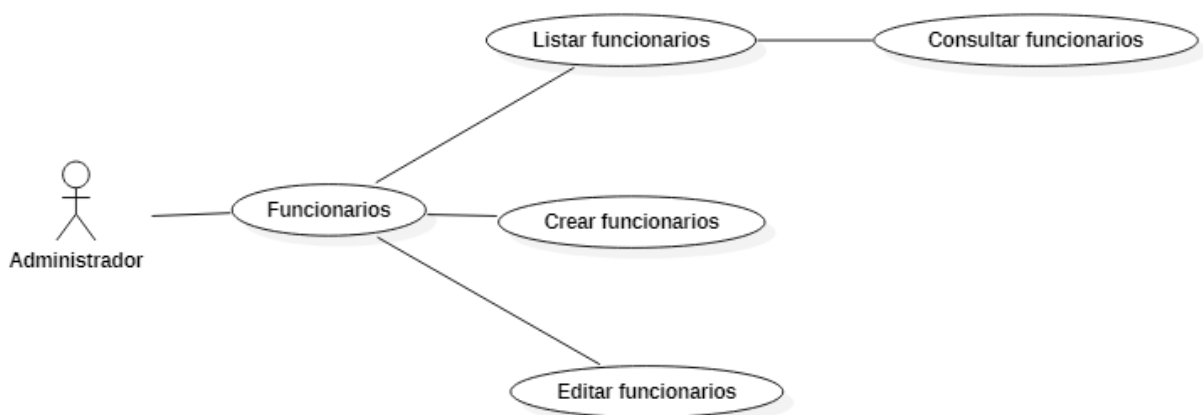 Listar funcionarios
Consultar funcionarios
Funcionarios
Crear funcionarios
Administrador
Editar funcionarios